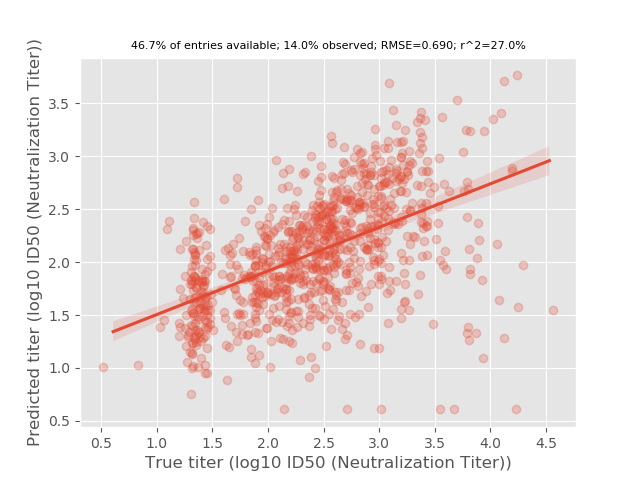 46.7% of entries available; 14.0% observed; RMSE=0.690; r^2=27.0%
Predicted titer (log10 ID50 (Neutralization Titer))
3.5
3.0
2.5
2.0
1.5
1.0
0.5
0.5 1.0 1.5 2.0 2.5 3.0 3.5 4.0 4.5
True titer (log10 ID50 (Neutralization Titer))